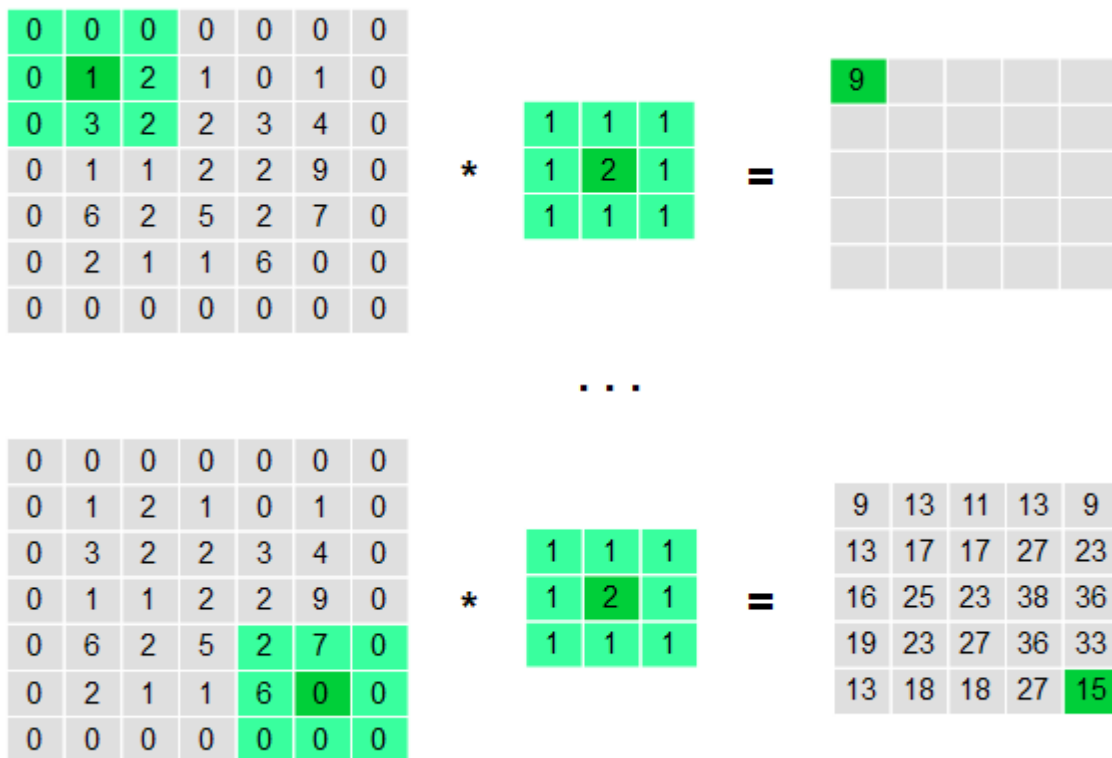 0 0 0 0 0 0 0
0 1 2 1 0 1 0
0 3 2 2 3 4 0
0 1 1 2 2 9 0
0 6 2 5 2 7 0
0 2 1 1 6 0 0
0 0 0 0 0 0 0
*
1 1 1
1 2 1
1 1 1
=
9
. . .
0 0 0 0 0 0 0
0 1 2 1 0 1 0
0 3 2 2 3 4 0
0 1 1 2 2 9 0
0 6 2 5 2 7 0
0 2 1 1 6 0 0
0 0 0 0 0 0 0
*
1 1 1
1 2 1
1 1 1
=
9 13 11 13 9
13 17 17 27 23
16 25 23 38 36
19 23 27 36 33
13 18 18 27 15